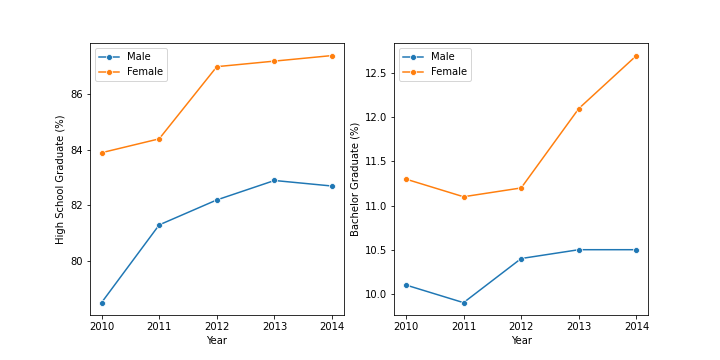 Male
Female
High School Graduate (%)
86
84
82
80
2010 2011 2012 2013 2014
Year
Male
Female
Bachelor Graduate (%)
12.5
12.0
11.5
11.0
10.5
10.0
2010 2011 2012 2013 2014
Year